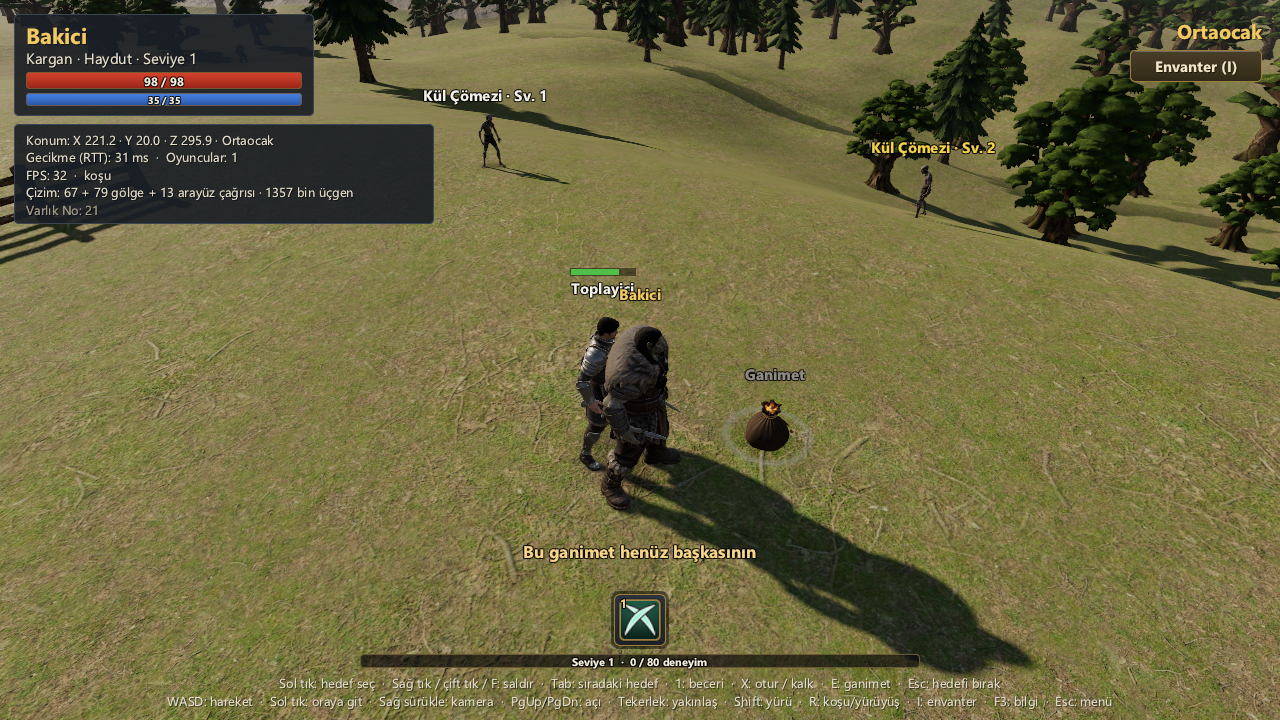 Bakici
Kargan · Haydut · Seviye 1
98 / 98
35 / 35
Konum: X 221.2 · Y 20.0 · Z 295.9 · Ortaocak
Gecikme (RTT): 31 ms · Oyuncular: 1
FPS: 32 · koşu
Çizim: 67 + 79 gölge + 13 arayüz çağrısı · 1357 bin üçgen
Varlık No: 21
Ortaocak
Envanter (I)
Kül Çömezi · Sv. 1
Kül Çömezi · Sv. 2
Toplayici
Bakici
Ganimet
Bu ganimet henüz başkasının
1
Seviye 1 · 0 / 80 deneyim
Sol tık: hedef seç · Sağ tık / çift tık / F: saldır · Tab: sıradaki hedef · 1: beceri · X: otur / kalk · E: ganimet · Esc: hedefi bırak
WASD: hareket · Sol tık: oraya git · Sağ sürükle: kamera · PgUp/PgDn: açı · Tekerlek: yakınlaş · Shift: yürü · R: koşu/yürüyüş · I: envanter · F3: bilgi · Esc: menü